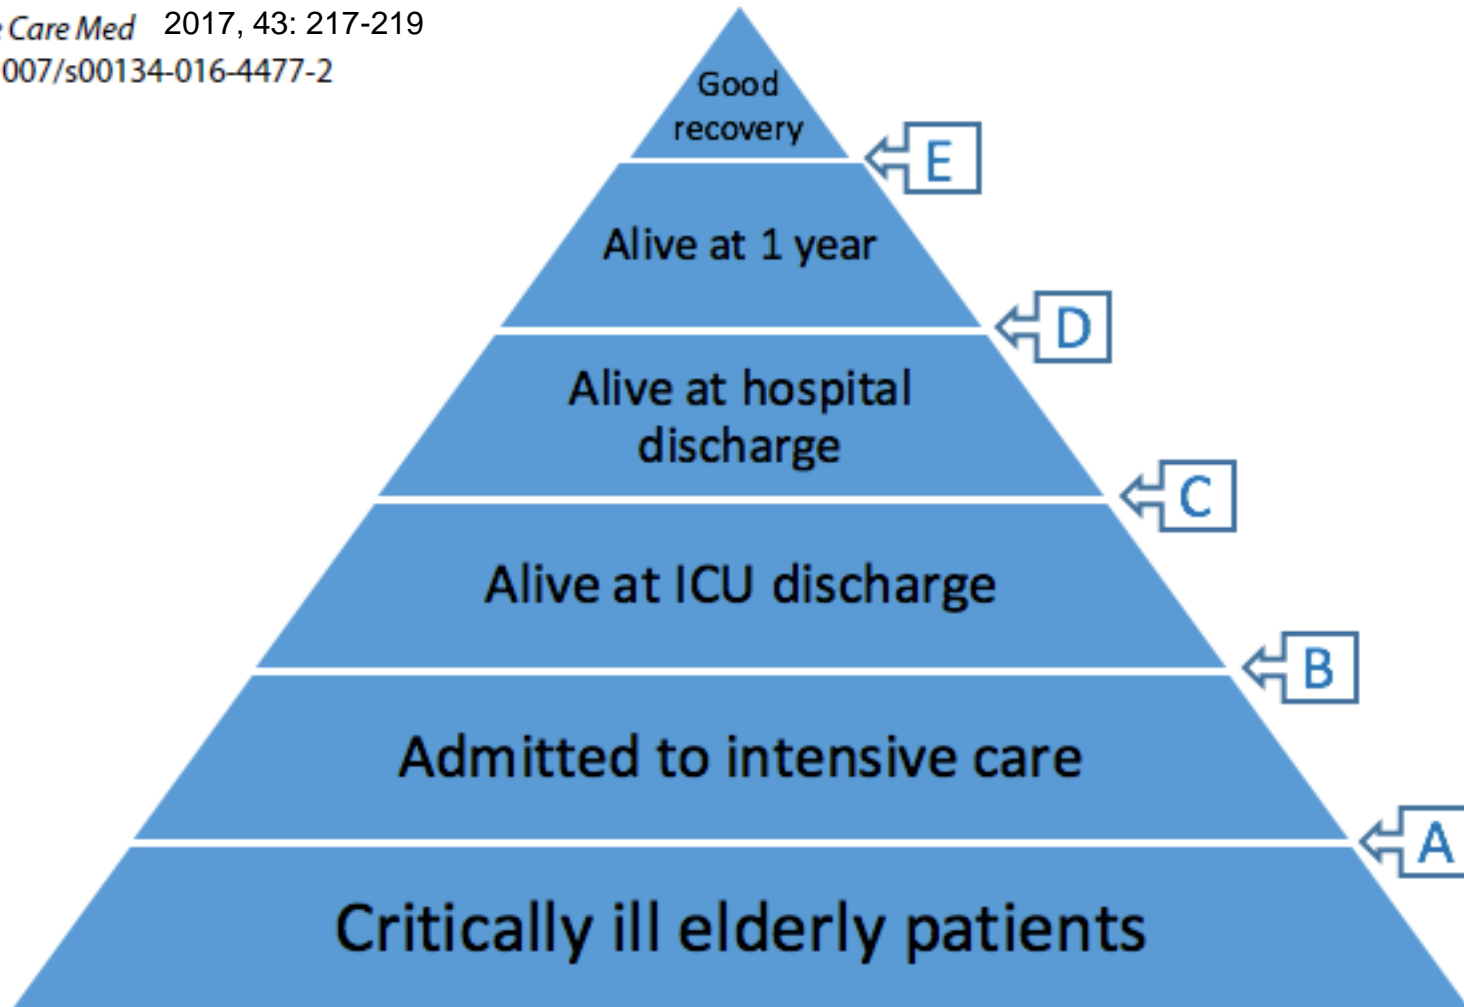 Care Med 2017, 43: 217-219
007/s00134-016-4477-2
Good
recovery
E
Alive at 1 year
D
Alive at hospital
discharge
C
Alive at ICU discharge
B
Admitted to intensive care
A
Critically ill elderly patients